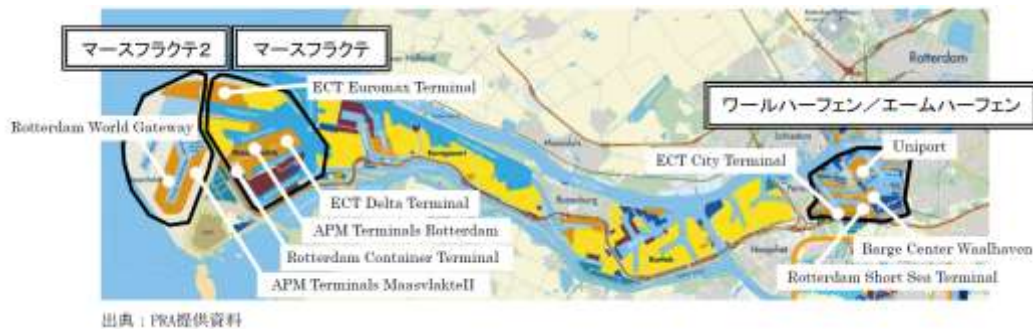 マースフラクテ2
マースフラクテ
ECT Euromax Terminal
Rotterdam
ワールハーフェン／エームハーフェン
Rotterdam World Gateway
Uniport
ECT City Terminal
ECT Delta Terminal
APM Terminals Rotterdam
Rotterdam Container Terminal
APM Terminals MaasvlakteII
Barge Center Waalhaven
Rotterdam Short Sea Terminal
出典：PRA提供資料